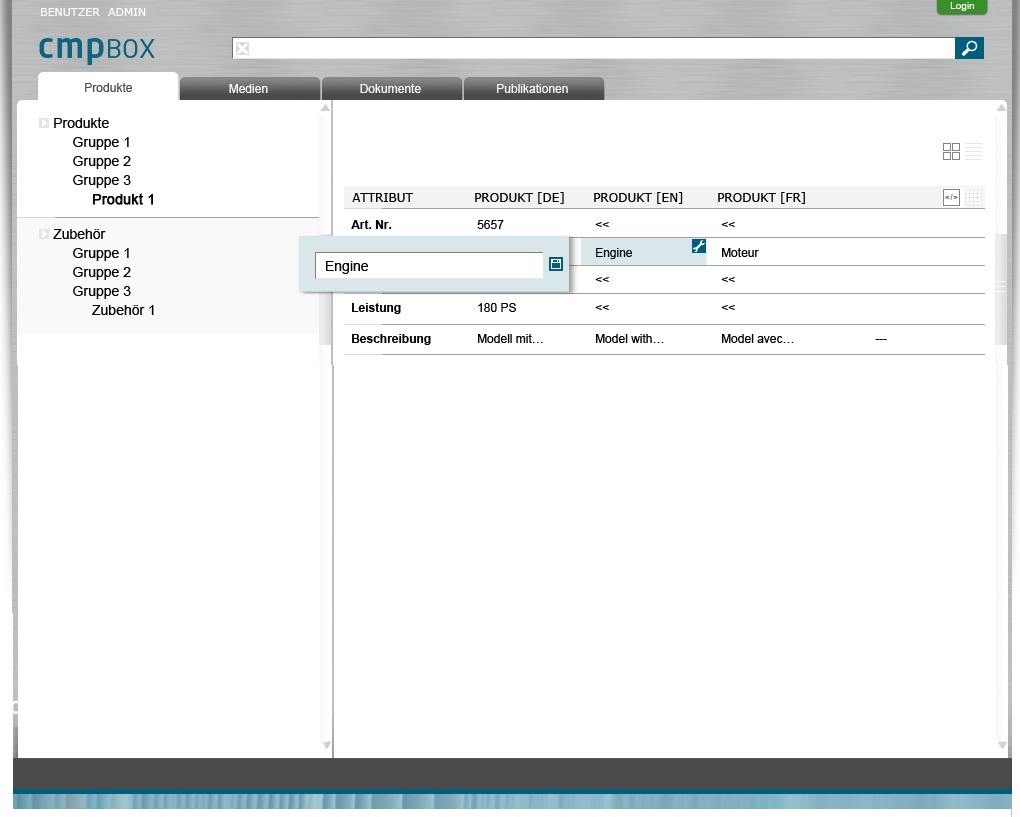 BENUTZER ADMIN
Login
cmpBOX
Produkte
Medien
Dokumente
Publikationen
Produkte
Gruppe 1
Gruppe 2
Gruppe 3
Produkt 1
Zubehör
Gruppe 1
Gruppe 2
Gruppe 3
Zubehör 1
ATTRIBUT PRODUKT [DE] PRODUKT [EN] PRODUKT [FR] </>
Art. Nr. 5657 << <<
Engine Engine Moteur
<< <<
Leistung 180 PS << <<
Beschreibung Modell mit... Model with... Model avec... ---